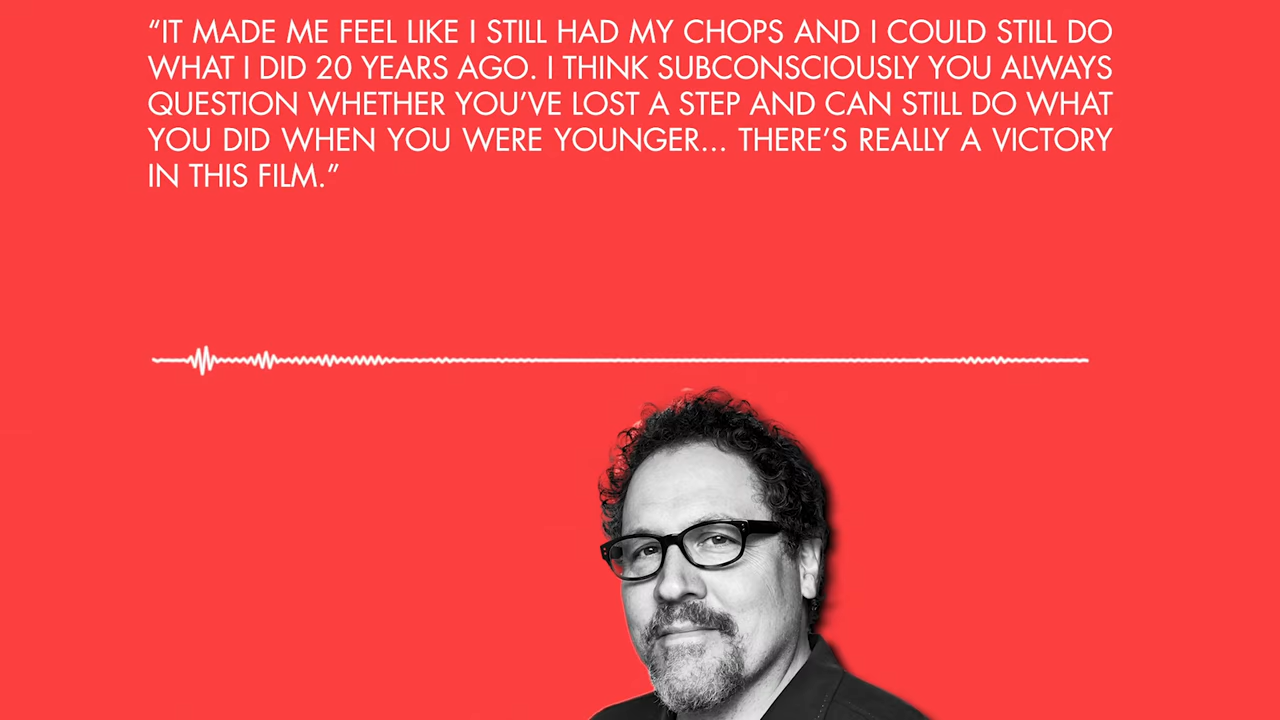 “IT MADE ME FEEL LIKE I STILL HAD MY CHOPS AND I COULD STILL DO
WHAT I DID 20 YEARS AGO. I THINK SUBCONSCIOUSLY YOU ALWAYS
QUESTION WHETHER YOU’VE LOST A STEP AND CAN STILL DO WHAT
YOU DID WHEN YOU WERE YOUNGER... THERE’S REALLY A VICTORY
IN THIS FILM.”